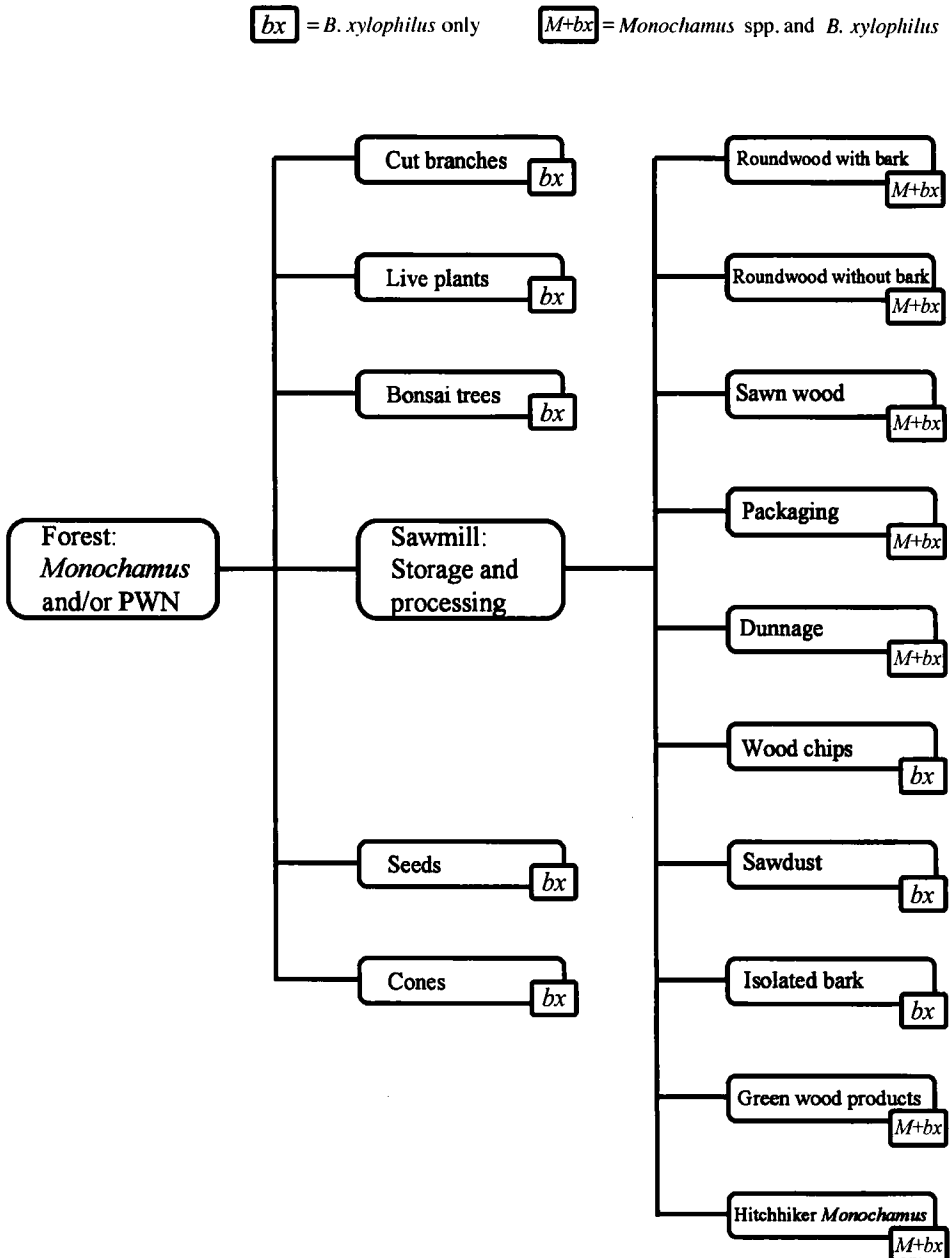 bx = B. xylophilus only
M+bx = Monochamus spp. and B. xylophilus
Cut branches
bx
Live plants
bx
Bonsai trees
bx
Forest:
Monochamus
and/or PWN
Sawmill:
Storage and
processing
Seeds
bx
Cones
bx
Roundwood with bark
M+bx
Roundwood without bark
M+bx
Sawn wood
M+bx
Packaging
M+bx
Dunnage
M+bx
Wood chips
bx
Sawdust
bx
Isolated bark
bx
Green wood products
M+bx
Hitchhiker Monochamus
M+bx